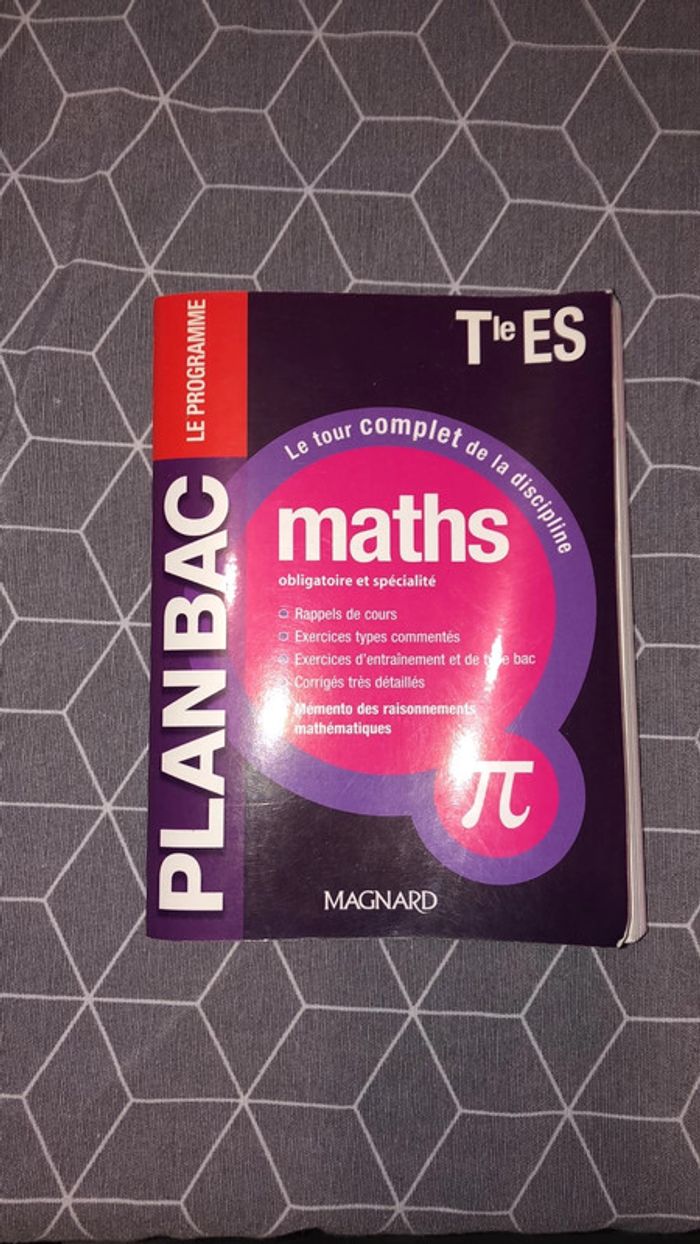 LE PROGRAMME
PLAN BAC
Tle ES
Le tour complet de la discipline
maths
obligatoire et spécialité
Rappels de cours
Exercices types commentés
Exercices d'entraînement et de type bac
Corrigés très détaillés
Mémento des raisonnements
mathématiques
π
MAGNARD